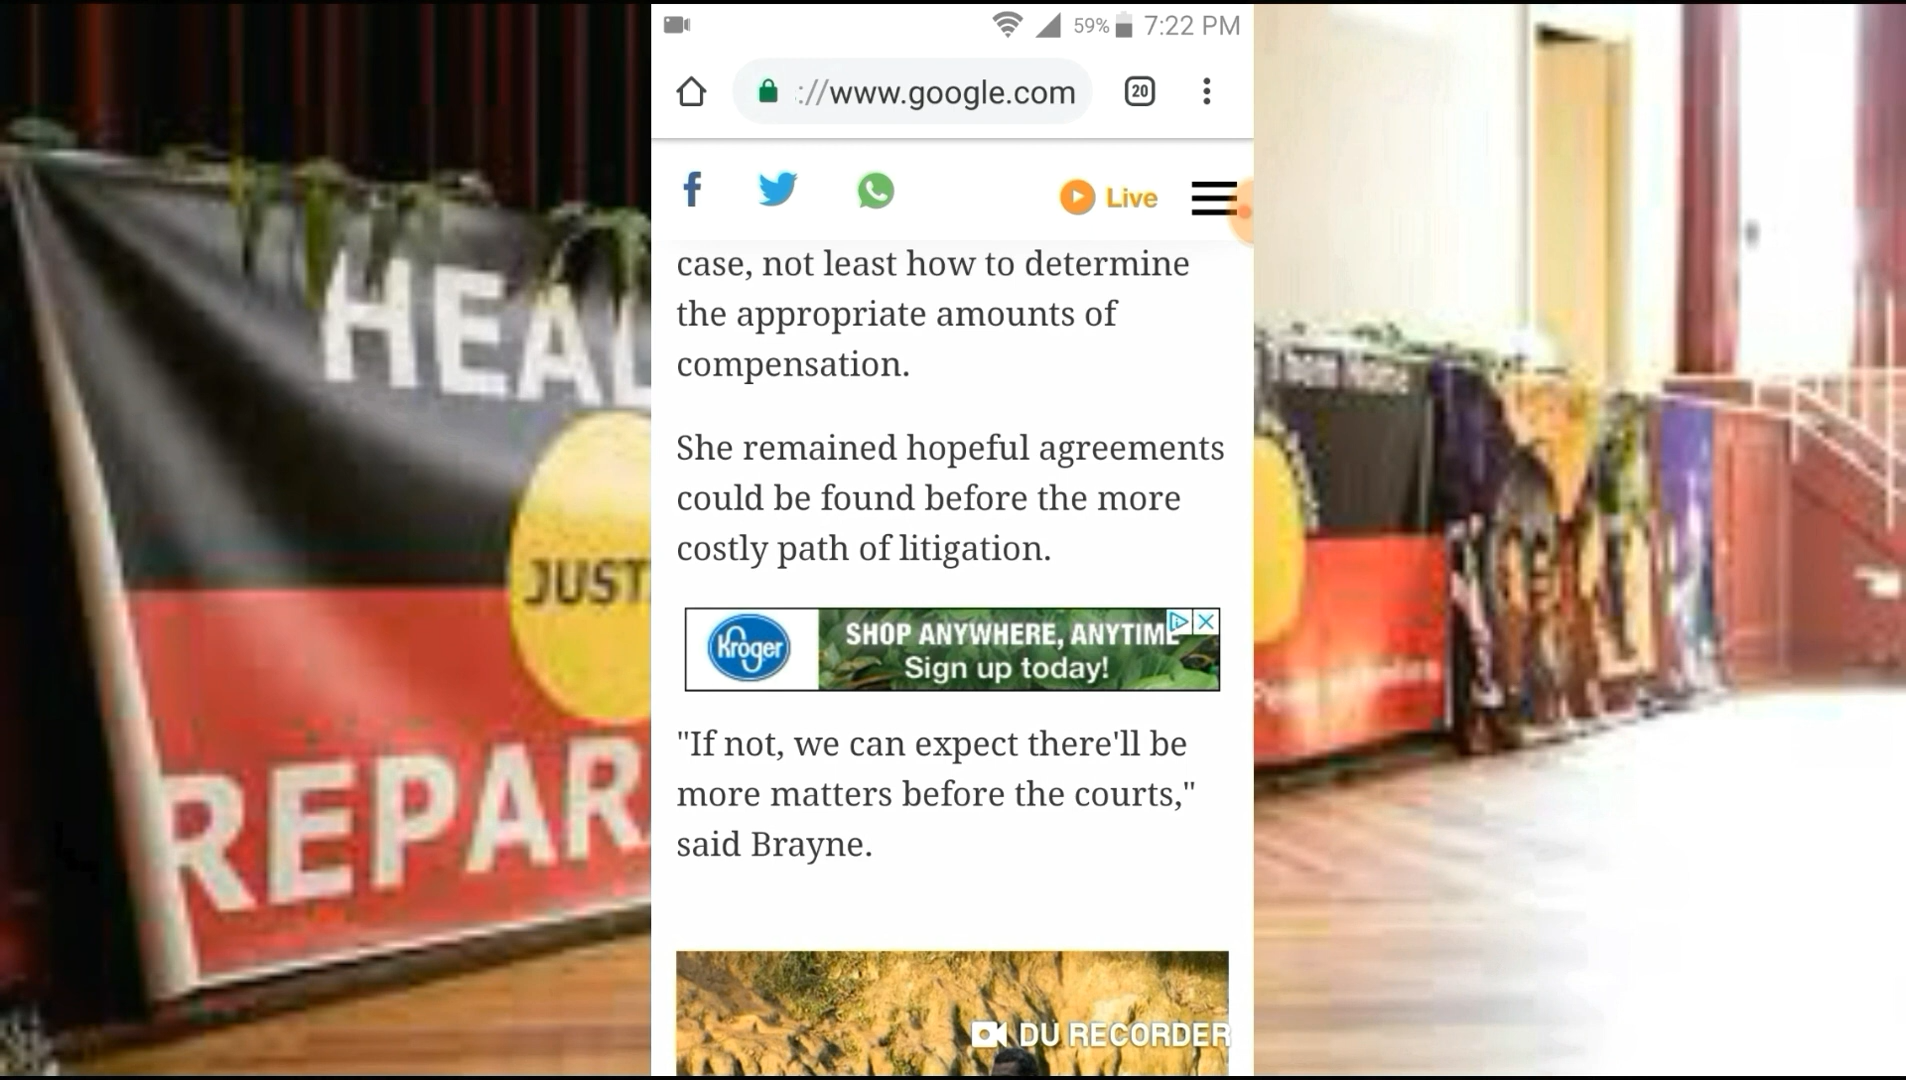 59% 7:22 PM
://www.google.com
20
f
Live
case, not least how to determine
the appropriate amounts of
compensation.
She remained hopeful agreements
could be found before the more
costly path of litigation.
Kroger
SHOP ANYWHERE, ANYTIME
Sign up today!
"If not, we can expect there'll be
more matters before the courts,"
said Brayne.
DU RECORDER
HEAL
JUST
REPAR